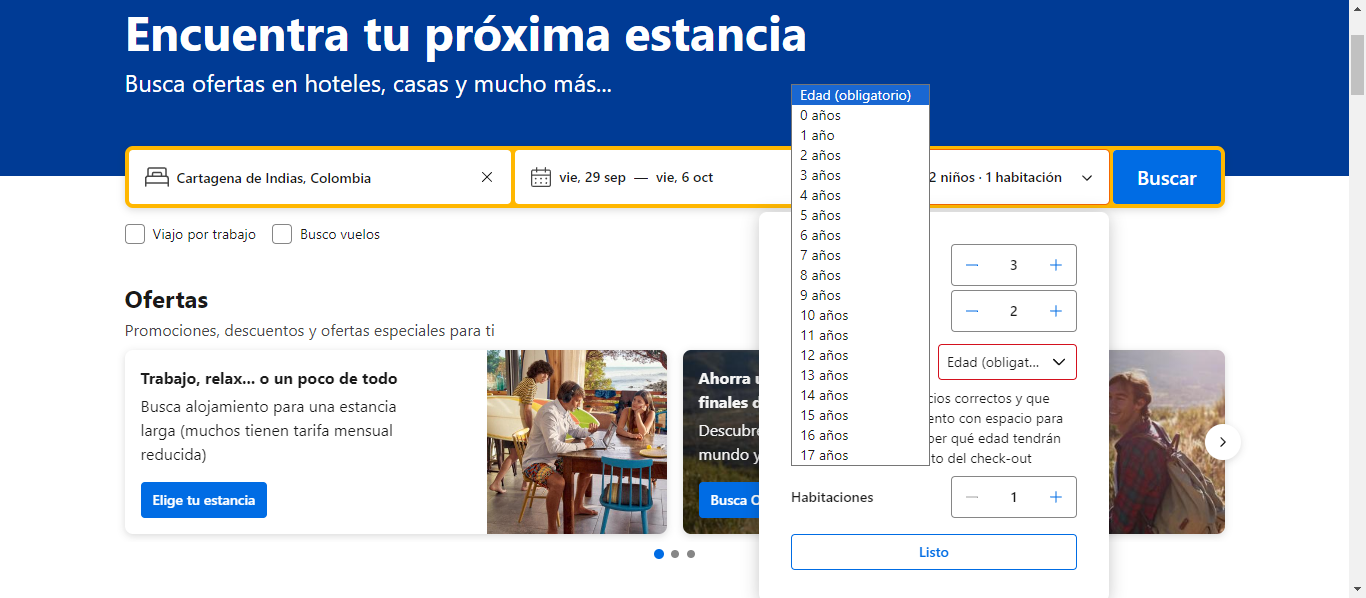 Encuentra tu próxima estancia
Busca ofertas en hoteles, casas y mucho más...
Cartagena de Indias, Colombia
vie, 29 sep — vie, 6 oct
2 niños · 1 habitación
Buscar
Edad (obligatorio)
0 años
1 año
2 años
3 años
4 años
5 años
6 años
7 años
8 años
9 años
10 años
11 años
12 años
13 años
14 años
15 años
16 años
17 años
Viajo por trabajo
Busco vuelos
3
2
Edad (obligat...
cios correctos y que
ento con espacio para
ber qué edad tendrán
to del check-out
Habitaciones
1
Listo
Ofertas
Promociones, descuentos y ofertas especiales para ti
Trabajo, relax... o un poco de todo
Busca alojamiento para una estancia
larga (muchos tienen tarifa mensual
reducida)
Elige tu estancia
Ahorra
finales
Descubre
mundo y
Busca